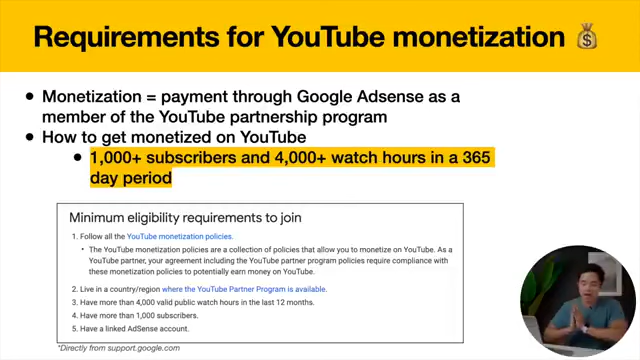 Requirements for YouTube monetization 💰
• Monetization = payment through Google Adsense as a
member of the YouTube partnership program
• How to get monetized on YouTube
• 1,000+ subscribers and 4,000+ watch hours in a 365
day period
Minimum eligibility requirements to join
1. Follow all the YouTube monetization policies.
• The YouTube monetization policies are a collection of policies that allow you to monetize on YouTube. As a
YouTube partner, your agreement including the YouTube partner program policies require compliance with
these monetization policies to potentially earn money on YouTube.
2. Live in a country/region where the YouTube Partner Program is available.
3. Have more than 4,000 valid public watch hours in the last 12 months.
4. Have more than 1,000 subscribers.
5. Have a linked AdSense account.
*Directly from support.google.com